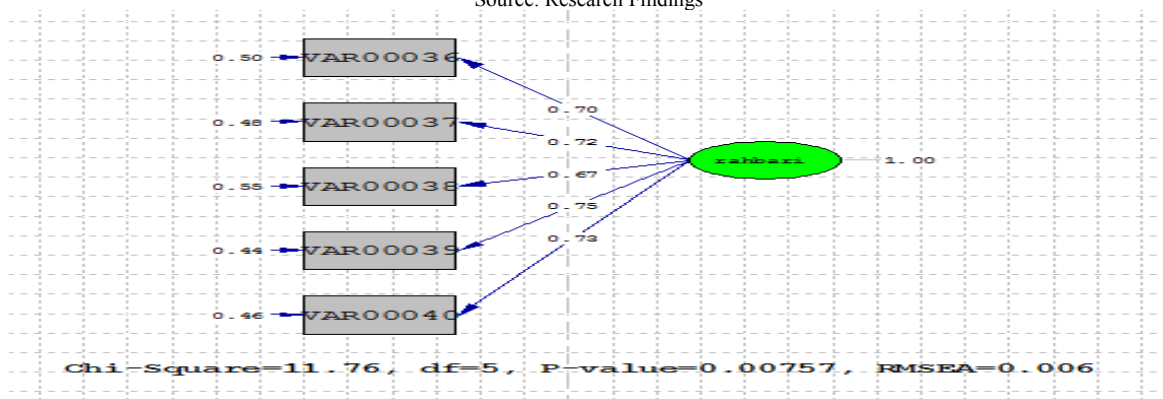 Source: Research Findings
0.50 VAR00036
0.70
0.48 VAR00037
0.72
rahbari 1.00
0.67
0.55 VAR00038
0.75
0.73
0.44 VAR00039
0.46 VAR00040
Chi-Square=11.76, df=5, P-value=0.00757, RMSEA=0.006